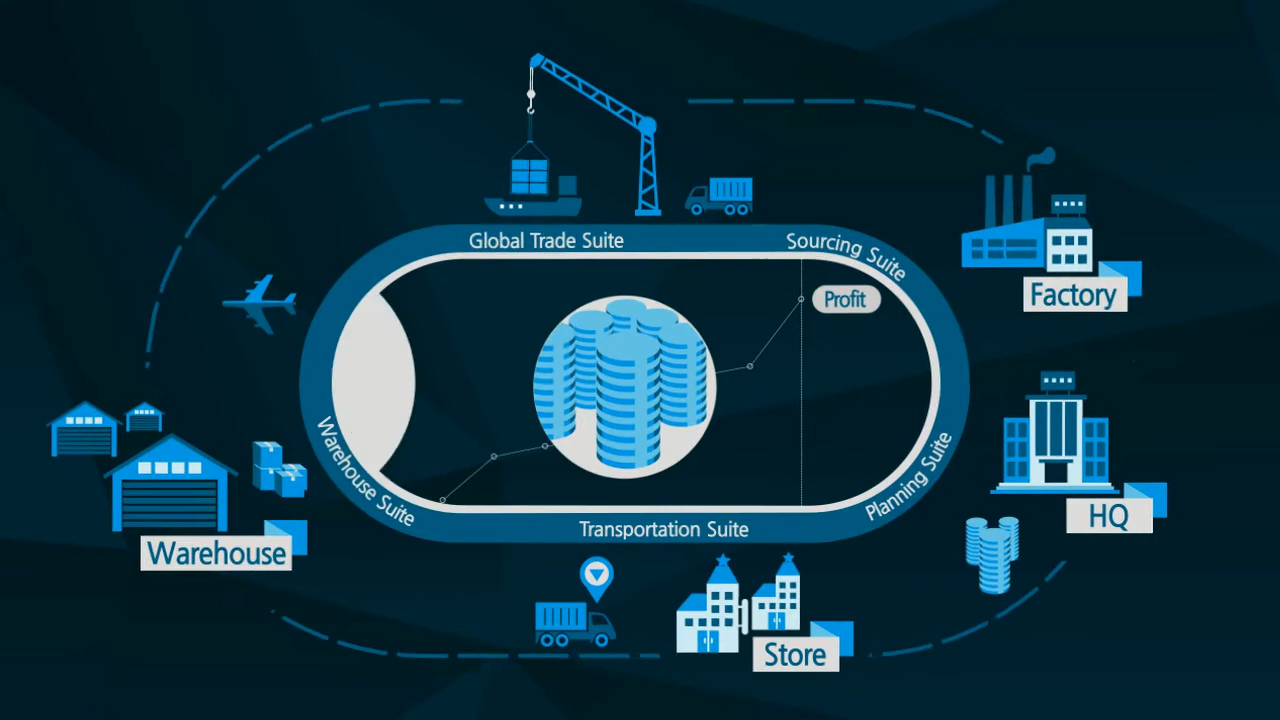 Global Trade Suite
Sourcing Suite
Factory
Profit
Warehouse Suite
Planning Suite
HQ
Transportation Suite
Warehouse
Store